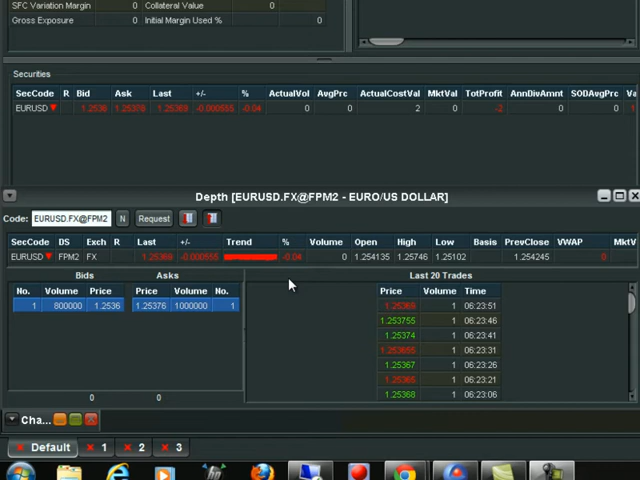 SFC Variation Margin 0 Collateral Value 0
Gross Exposure 0 Initial Margin Used % 0
Securities
SecCode R Bid Ask Last +/- % ActualVol AvgPrc ActualCostVal MktVal TotProfit AnnDivAmnt SOBAvgPrc Va
EURUSD 1.2536 1.25376 1.25369 -0.000555 -0.04 0 0 2 0 -2 0 0
Depth [EURUSD.FX@FPM2 - EURO/US DOLLAR]
Code: EURUSD.FX@FPM2 N Request
SecCode DS Exch R Last +/- Trend % Volume Open High Low Basis PrevClose VWAP MktV
EURUSD FPM2 FX 1.25369 -0.000555 -0.04 0 1.254135 1.25746 1.25102 1.254245 0
Bids Asks Last 20 Trades
No. Volume Price Price Volume No. Price Volume Time
1 800000 1.2536 1.25376 1000000 1 1.25369 1 06:23:51
1.253755 1 06:23:46
1.25374 1 06:23:41
1.253655 1 06:23:31
1.25367 1 06:23:26
1.25365 1 06:23:21
1.25368 1 06:23:06
0 0
Cha...
Default 1 2 3
hp